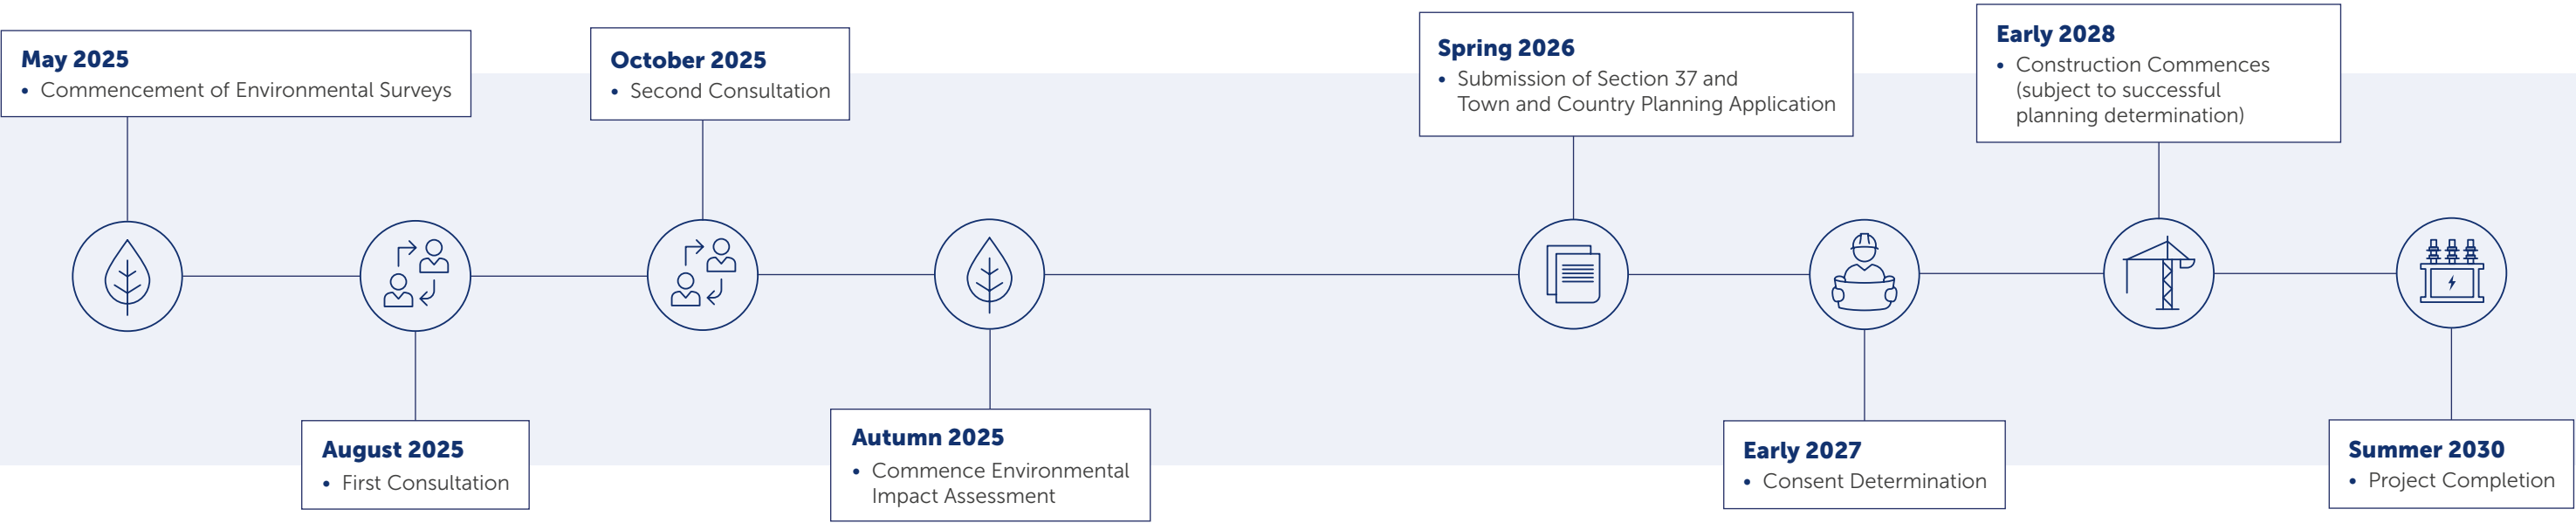 May 2025
• Commencement of Environmental Surveys
August 2025
• First Consultation
October 2025
• Second Consultation
Autumn 2025
• Commence Environmental
Impact Assessment
Spring 2026
• Submission of Section 37 and
Town and Country Planning Application
Early 2027
• Consent Determination
Early 2028
• Construction Commences
(subject to successful
planning determination)
Summer 2030
• Project Completion